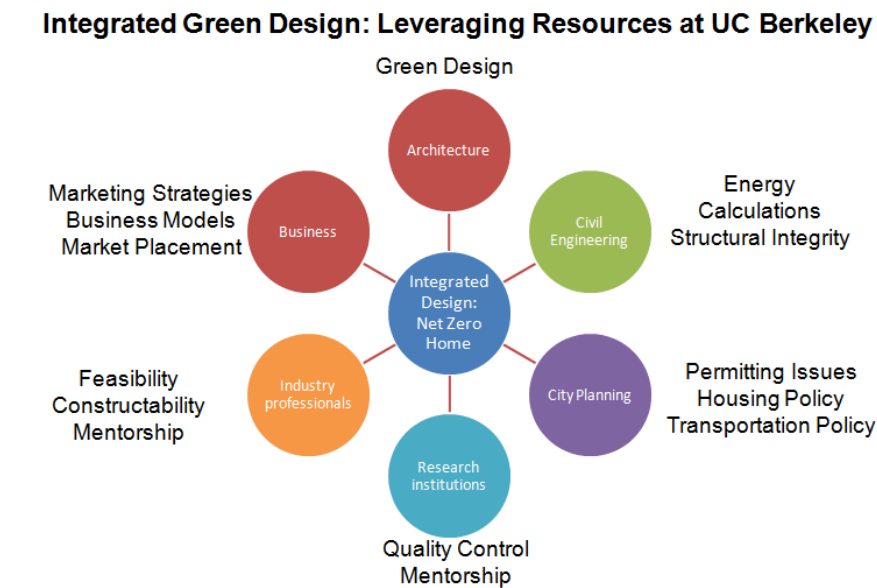 Integrated Green Design: Leveraging Resources at UC Berkeley
Green Design
Architecture
Marketing Strategies
Business Models
Market Placement
Business
Civil
Engineering
Energy
Calculations
Structural Integrity
Integrated
Design:
Net Zero
Home
Feasibility
Constructability
Mentorship
Industry
professionals
City Planning
Permitting Issues
Housing Policy
Transportation Policy
Research
institutions
Quality Control
Mentorship